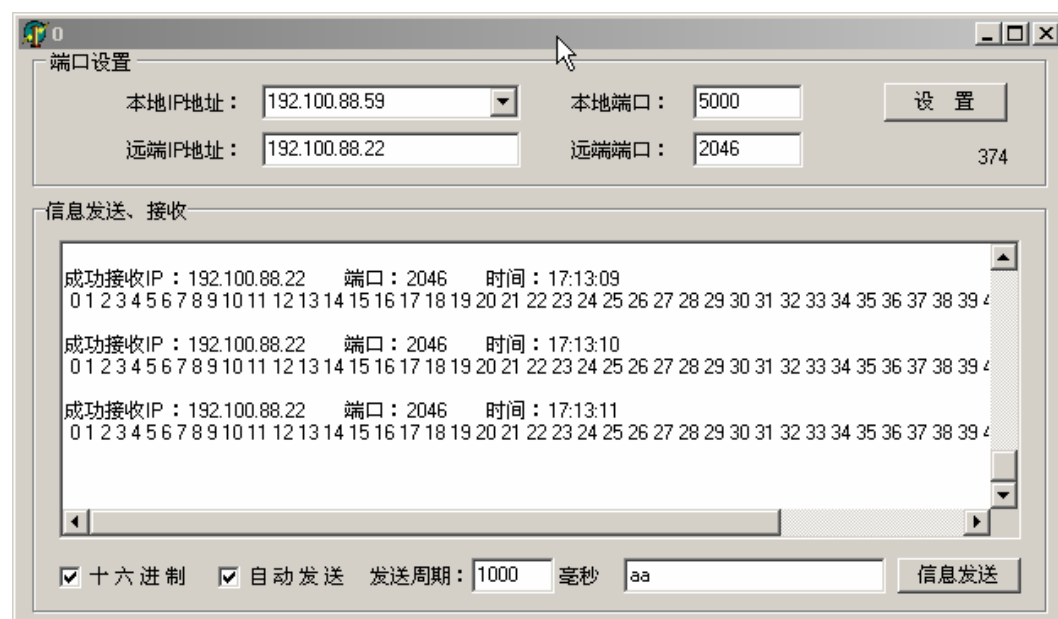 0
端口设置
本地IP地址： 192.100.88.59 本地端口： 5000 设 置
远端IP地址： 192.100.88.22 远端端口： 2046 374
信息发送、接收
成功接收IP：192.100.88.22 端口：2046 时间：17:13:09
0 1 2 3 4 5 6 7 8 9 10 11 12 13 14 15 16 17 18 19 20 21 22 23 24 25 26 27 28 29 30 31 32 33 34 35 36 37 38 39
成功接收IP：192.100.88.22 端口：2046 时间：17:13:10
0 1 2 3 4 5 6 7 8 9 10 11 12 13 14 15 16 17 18 19 20 21 22 23 24 25 26 27 28 29 30 31 32 33 34 35 36 37 38 39
成功接收IP：192.100.88.22 端口：2046 时间：17:13:11
0 1 2 3 4 5 6 7 8 9 10 11 12 13 14 15 16 17 18 19 20 21 22 23 24 25 26 27 28 29 30 31 32 33 34 35 36 37 38 39
十六进制 自动发送 发送周期：1000 毫秒 aa 信息发送